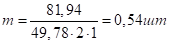 m = 81,94 / 49,78·2·1 = 0,54шт